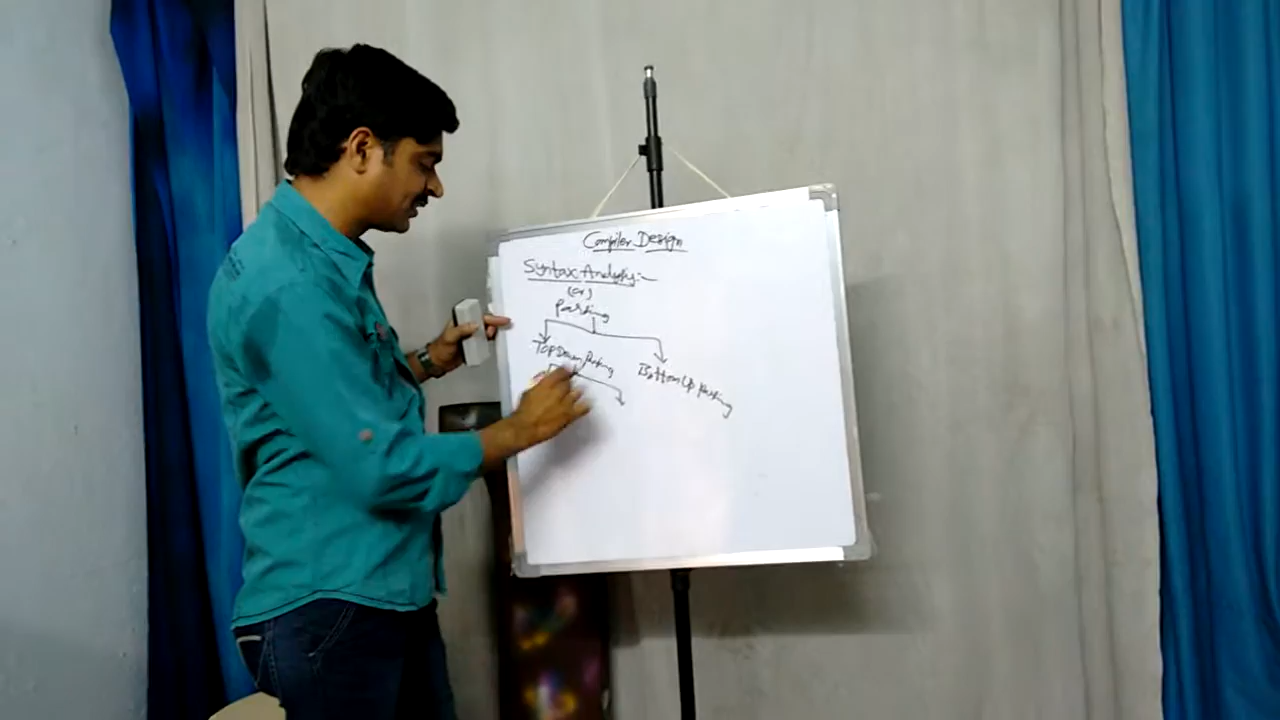 Compiler Design
Syntax Analysis:-
(or)
Parsing
Top Down Parsing
Bottom Up Parsing